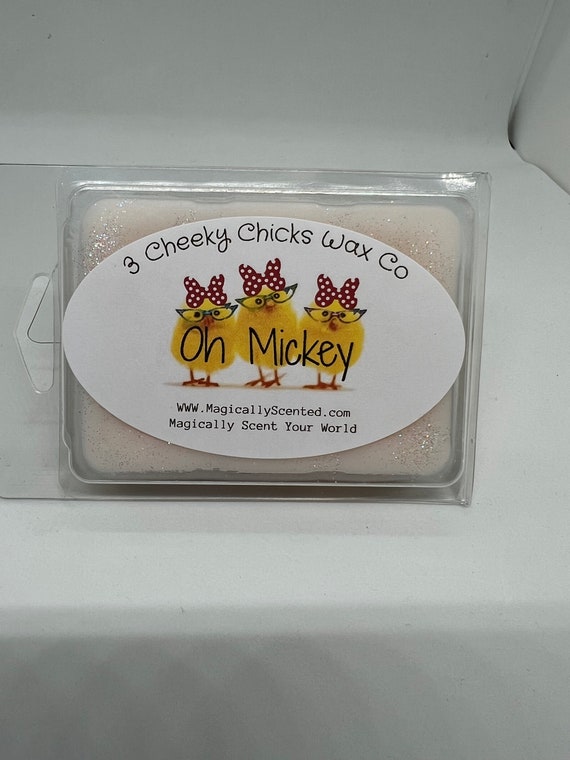 3 Cheeky Chicks Wax Co
Oh Mickey
WWW.MagicallyScented.com
Magically Scent Your World